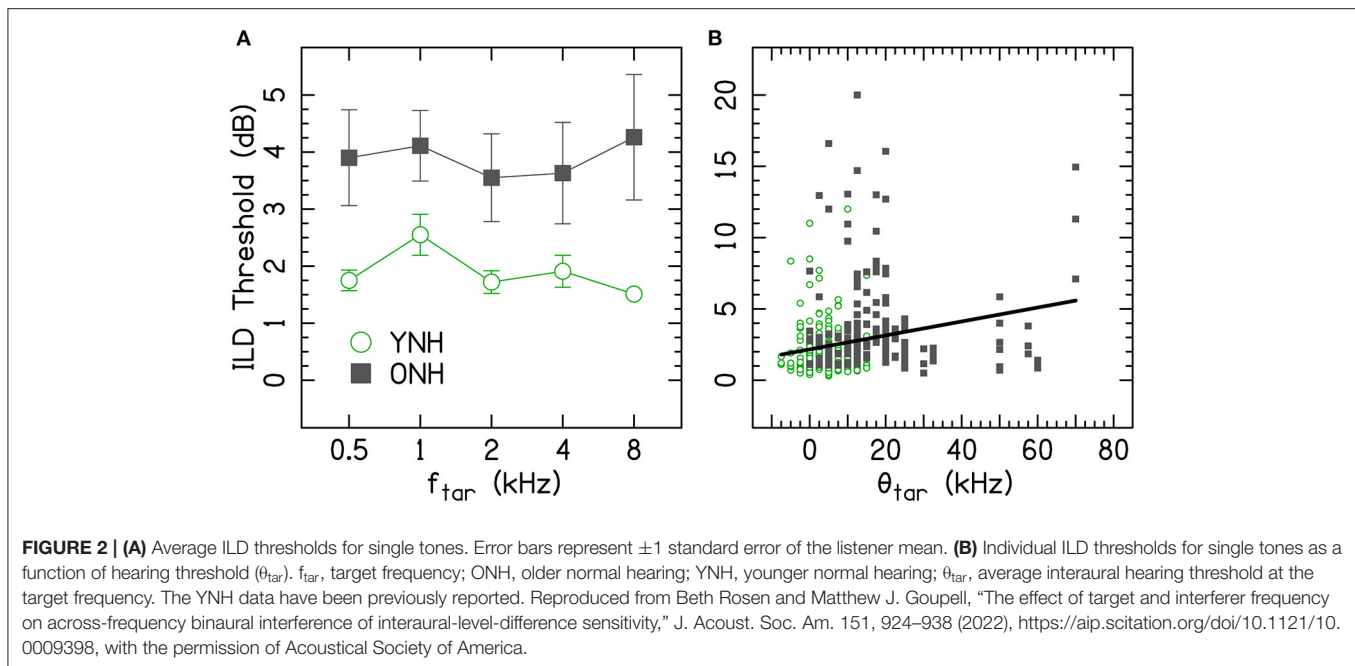 A
B
ILD Threshold (dB)
5
4
3
2
1
0
YNH
ONH
0.5 1 2 4 8
f_tar (kHz)
20
15
10
5
0
0 20 40 60 80
θ_tar (kHz)
FIGURE 2 | (A) Average ILD thresholds for single tones. Error bars represent ±1 standard error of the listener mean. (B) Individual ILD thresholds for single tones as a
function of hearing threshold (θtar). ftar, target frequency; ONH, older normal hearing; YNH, younger normal hearing; θtar, average interaural hearing threshold at the
target frequency. The YNH data have been previously reported. Reproduced from Beth Rosen and Matthew J. Goupell, “The effect of target and interferer frequency
on across-frequency binaural interference of interaural-level-difference sensitivity,” J. Acoust. Soc. Am. 151, 924–938 (2022), https://aip.scitation.org/doi/10.1121/10.
0009398, with the permission of Acoustical Society of America.